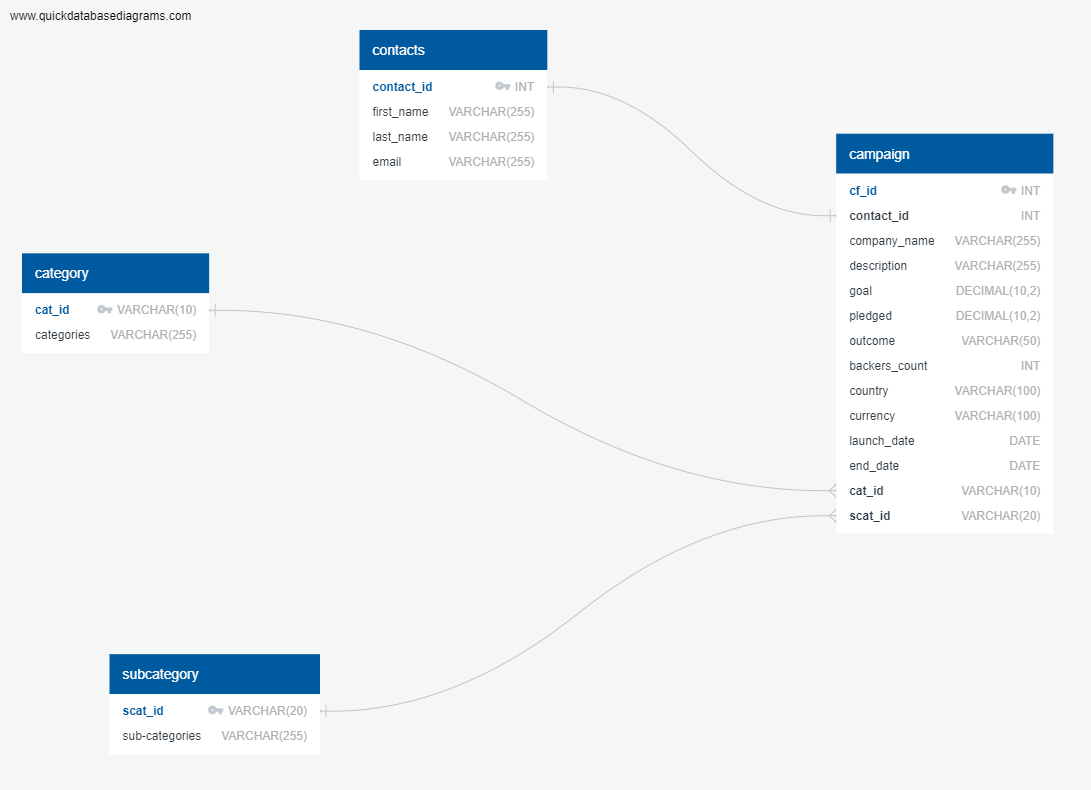 www.quickdatabasediagrams.com
contacts
contact_id INT
first_name VARCHAR(255)
last_name VARCHAR(255)
email VARCHAR(255)
campaign
cf_id INT
contact_id INT
company_name VARCHAR(255)
description VARCHAR(255)
goal DECIMAL(10,2)
pledged DECIMAL(10,2)
outcome VARCHAR(50)
backers_count INT
country VARCHAR(100)
currency VARCHAR(100)
launch_date DATE
end_date DATE
cat_id VARCHAR(10)
scat_id VARCHAR(20)
category
cat_id VARCHAR(10)
categories VARCHAR(255)
subcategory
scat_id VARCHAR(20)
sub-categories VARCHAR(255)